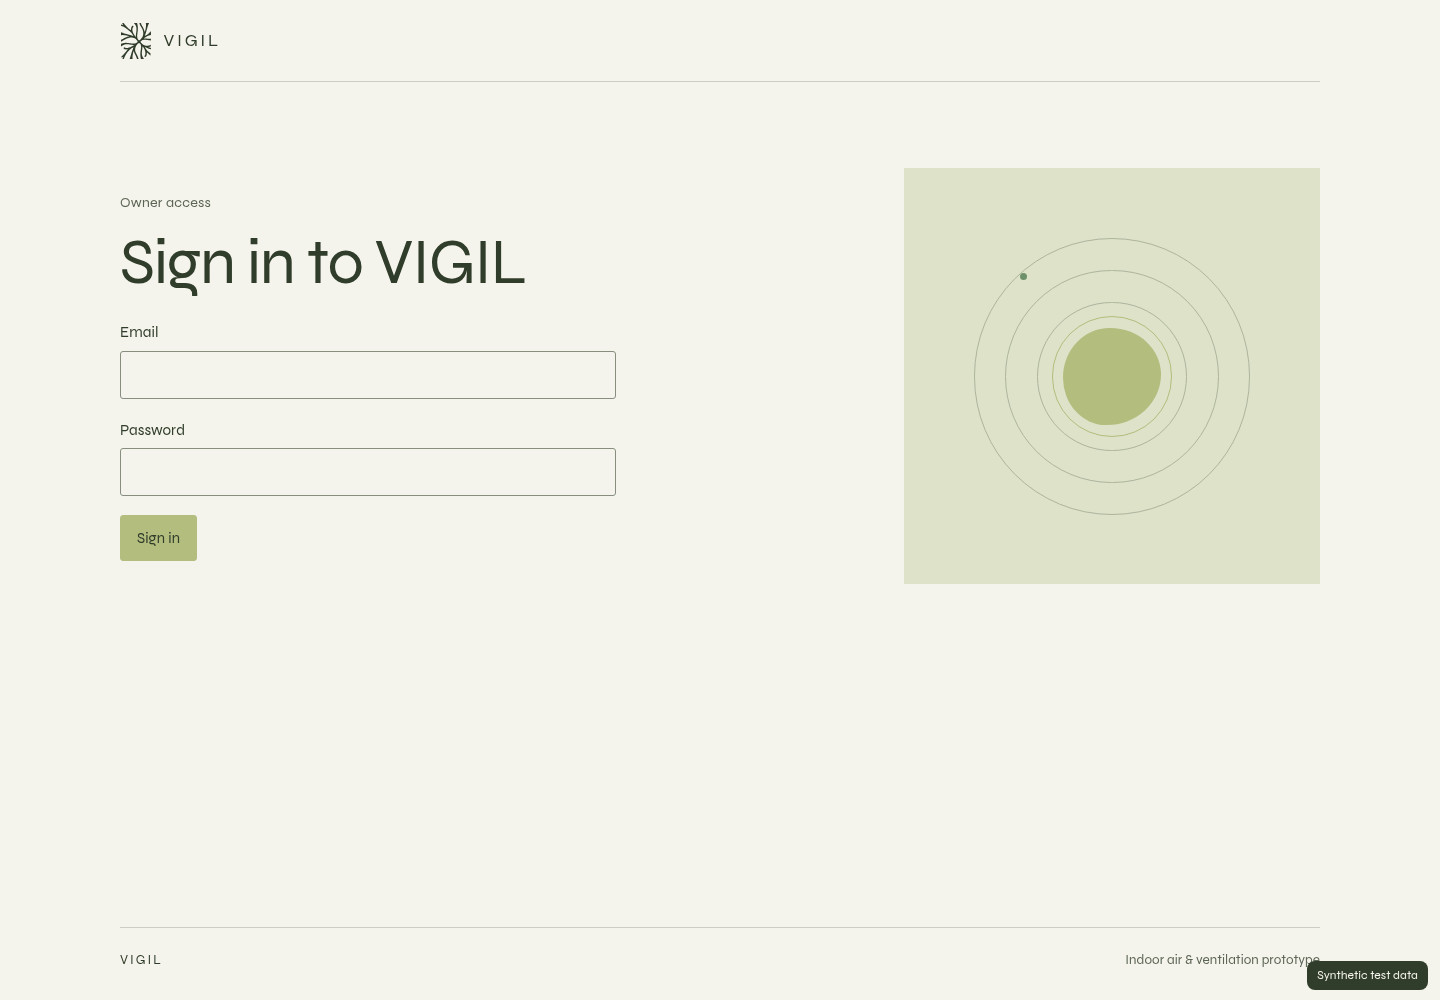 VIGIL
Owner access
Sign in to VIGIL
Email
Password
Sign in
VIGIL
Indoor air & ventilation prototype
Synthetic test data